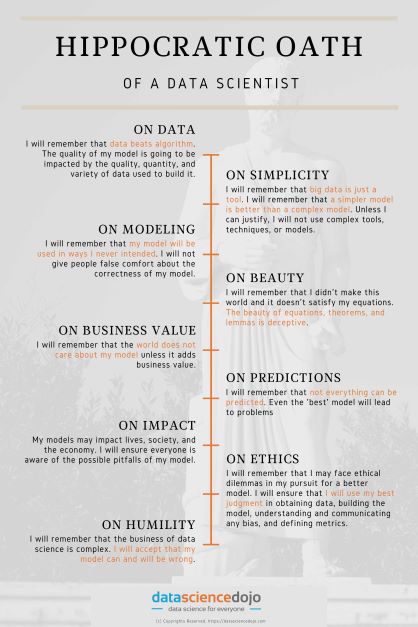 HIPPOCRATIC OATH
OF A DATA SCIENTIST
ON DATA
I will remember that data beats algorithm.
The quality of my model is going to be
impacted by the quality, quantity, and
variety of data used to build it.
ON SIMPLICITY
I will remember that big data is just a
tool. I will remember that a simpler model
is better than a complex model. Unless I
can justify, I will not use complex tools,
techniques, or models.
ON MODELING
I will remember that my model will be
used in ways I never intended. I will not
give people false comfort about the
correctness of my model.
ON BEAUTY
I will remember that I didn't make this
world and it doesn't satisfy my equations.
The beauty of equations, theorems, and
lemmas is deceptive.
ON BUSINESS VALUE
I will remember that the world does not
care about my model unless it adds
business value.
ON PREDICTIONS
I will remember that not everything can be
predicted. Even the 'best' model will lead
to problems
ON IMPACT
My models may impact lives, society, and
the economy. I will ensure everyone is
aware of the possible pitfalls of my model.
ON ETHICS
I will remember that I may face ethical
dilemmas in my pursuit for a better
model. I will ensure that I will use my best
judgment in obtaining data, building the
model, understanding and communicating
any bias, and defining metrics.
ON HUMILITY
I will remember that the business of data
science is complex. I will accept that my
model can and will be wrong.
datasciencedojo
data science for everyone
(c) Copyrights Reserved. https://datasciencedojo.com